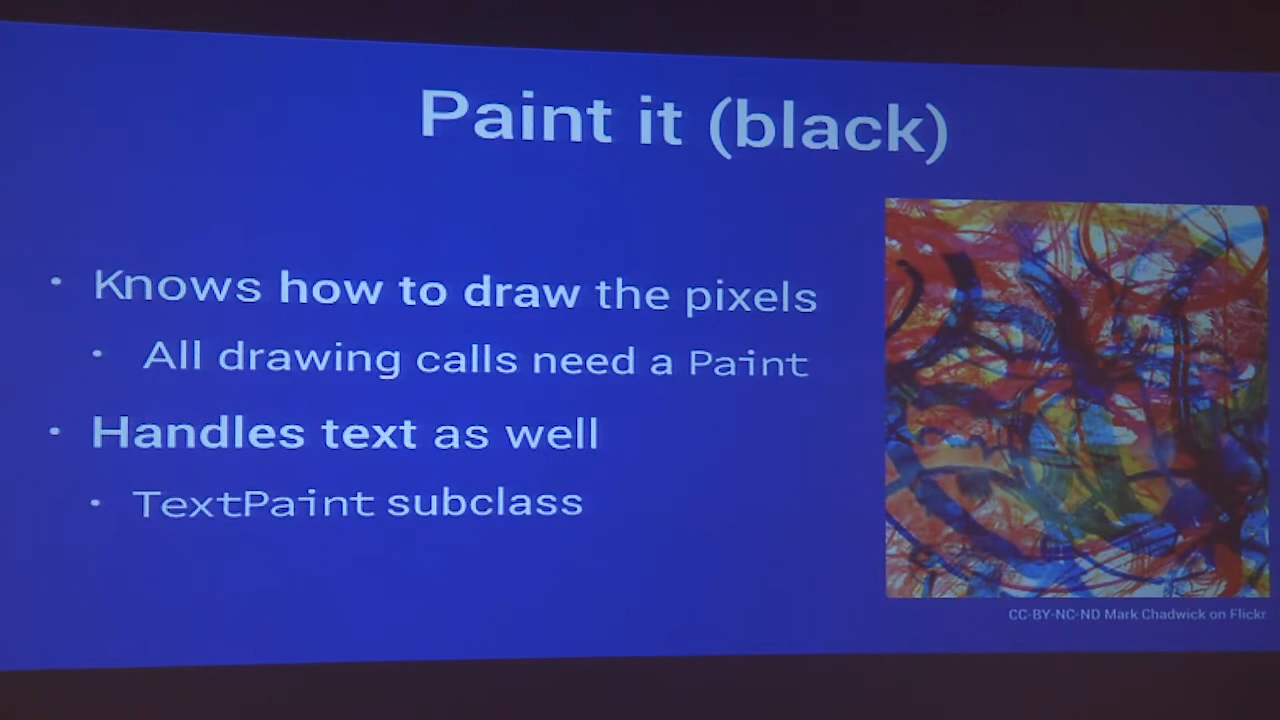 Paint it (black)
• Knows how to draw the pixels
• All drawing calls need a Paint
• Handles text as well
• TextPaint subclass
CC-BY-NC-ND Mark Chadwick on Flickr